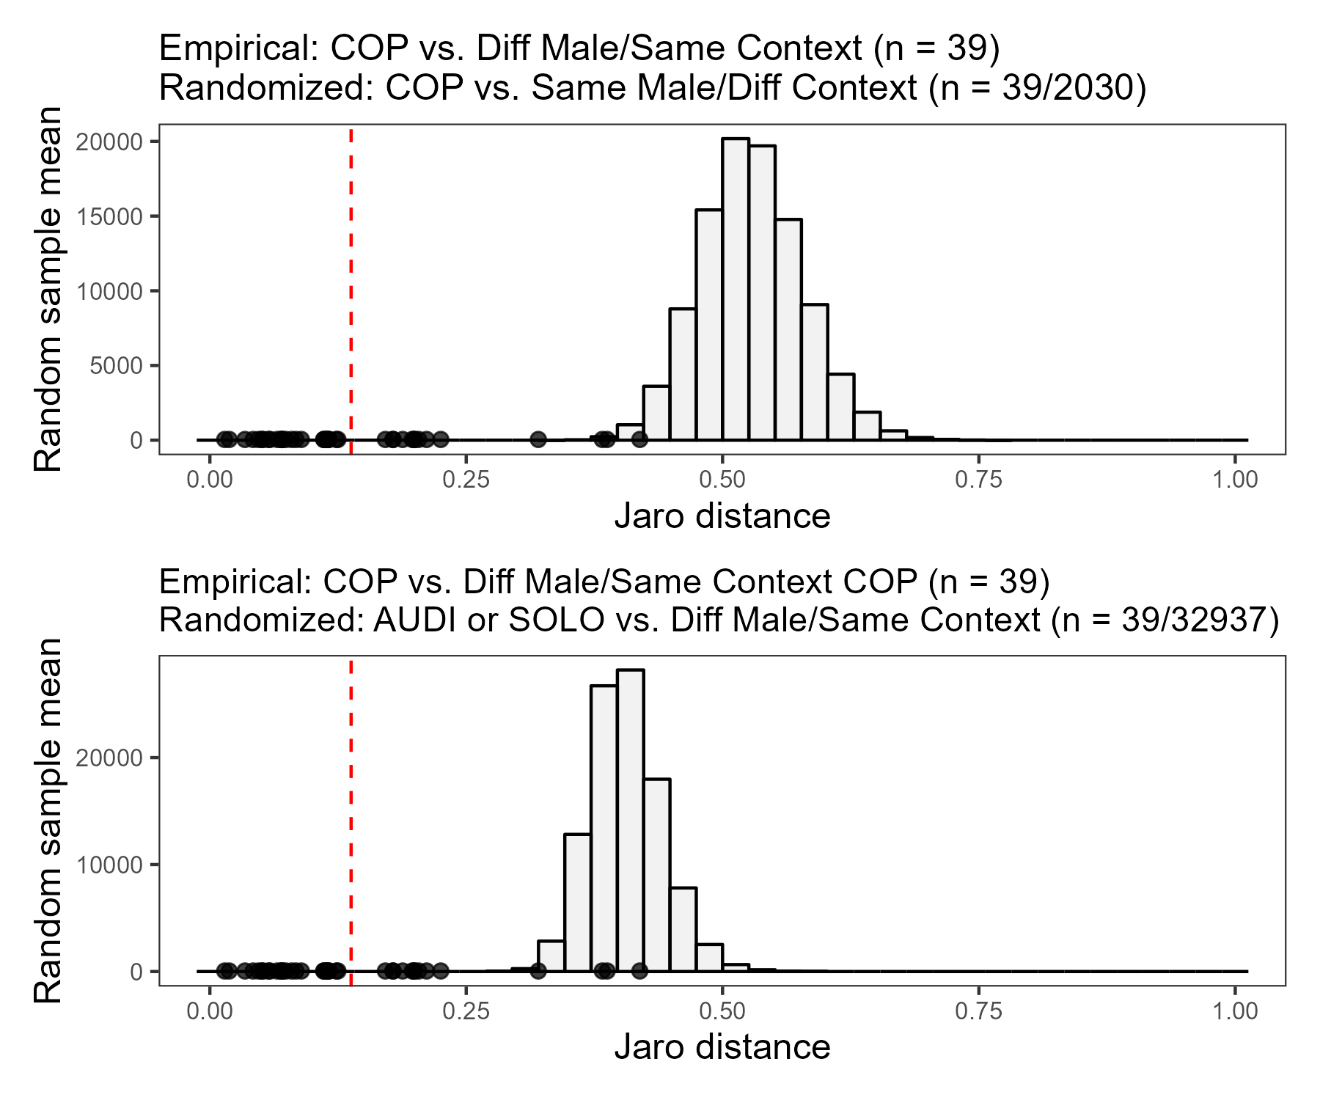 Empirical: COP vs. Diff Male/Same Context (n = 39)
Randomized: COP vs. Same Male/Diff Context (n = 39/2030)
Random sample mean
20000
15000
10000
5000
0
0.00 0.25 0.50 0.75 1.00
Jaro distance
Empirical: COP vs. Diff Male/Same Context COP (n = 39)
Randomized: AUDI or SOLO vs. Diff Male/Same Context (n = 39/32937)
Random sample mean
20000
10000
0
0.00 0.25 0.50 0.75 1.00
Jaro distance